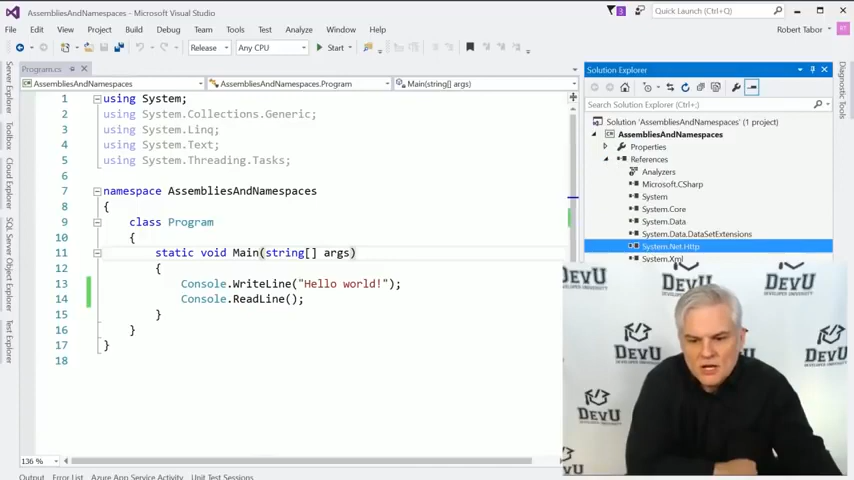 AssembliesAndNamespaces - Microsoft Visual Studio
3
Quick Launch (Ctrl+Q)
File Edit View Project Build Debug Team Tools Test Analyze Window Help
Robert Tabor
RT
Release Any CPU Start
Program.cs
AssembliesAndNamespaces AssembliesAndNamespaces.Program Main(string[] args)
1 using System;
2 using System.Collections.Generic;
3 using System.Linq;
4 using System.Text;
5 using System.Threading.Tasks;
6
7 namespace AssembliesAndNamespaces
8 {
9 class Program
10 {
11 static void Main(string[] args)
12 {
13 Console.WriteLine("Hello world!");
14 Console.ReadLine();
15 }
16 }
17 }
18
136 %
Output Error List Azure App Service Activity Unit Test Sessions
Server Explorer
Toolbox
Cloud Explorer
SQL Server Object Explorer
Test Explorer
Solution Explorer
Search Solution Explorer (Ctrl+;)
Solution 'AssembliesAndNamespaces' (1 project)
AssembliesAndNamespaces
Properties
References
Analyzers
Microsoft.CSharp
System
System.Core
System.Data
System.Data.DataSetExtensions
System.Net.Http
System.Xml
Diagnostic Tools
DEVELOPER UNIVERSITY
DEVELOPER UNIVERSITY
DevU
DevU
DevU
DevU